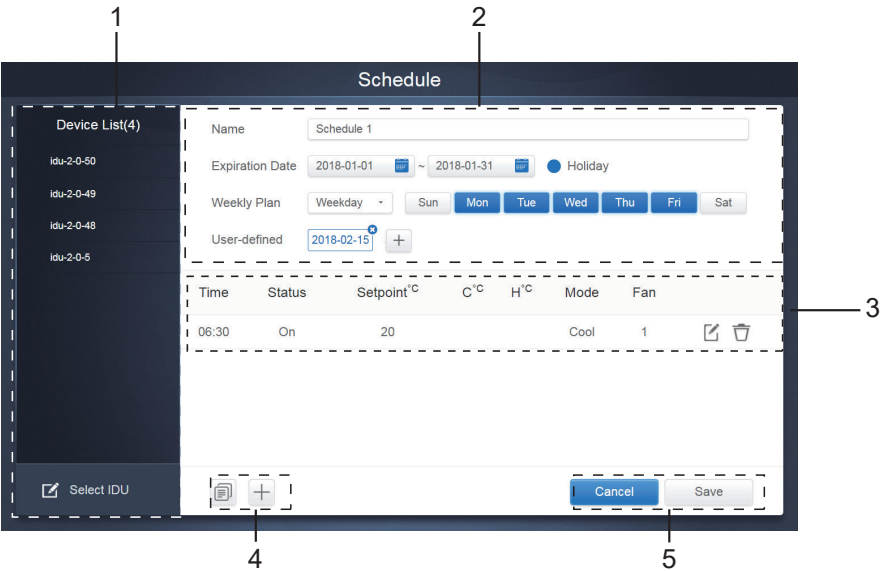 1
2
Schedule
Device List(4)
idu-2-0-50
idu-2-0-49
idu-2-0-48
idu-2-0-5
Select IDU
Name Schedule 1
Expiration Date 2018-01-01 ~ 2018-01-31 Holiday
Weekly Plan Weekday Sun Mon Tue Wed Thu Fri Sat
User-defined 2018-02-15 +
Time Status Setpoint°C C°C H°C Mode Fan
3
06:30 On 20 Cool 1
+ Cancel Save
4
5